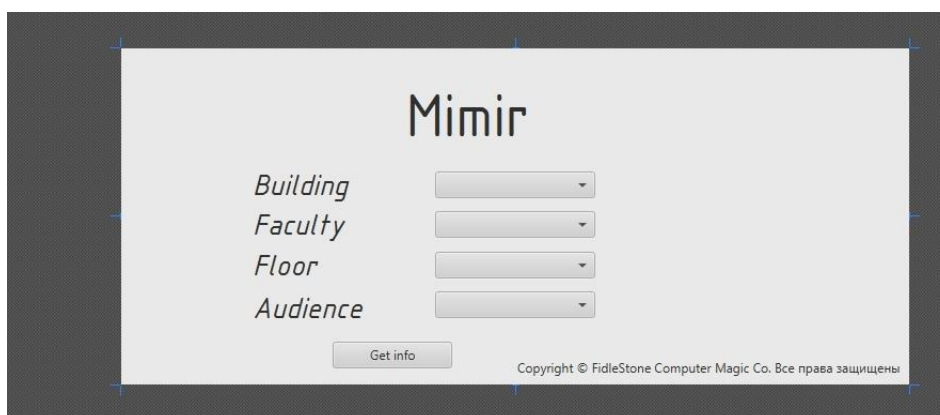 Mimir
Building
Faculty
Floor
Audience
Get info
Copyright © FidleStone Computer Magic Co. Все права защищены